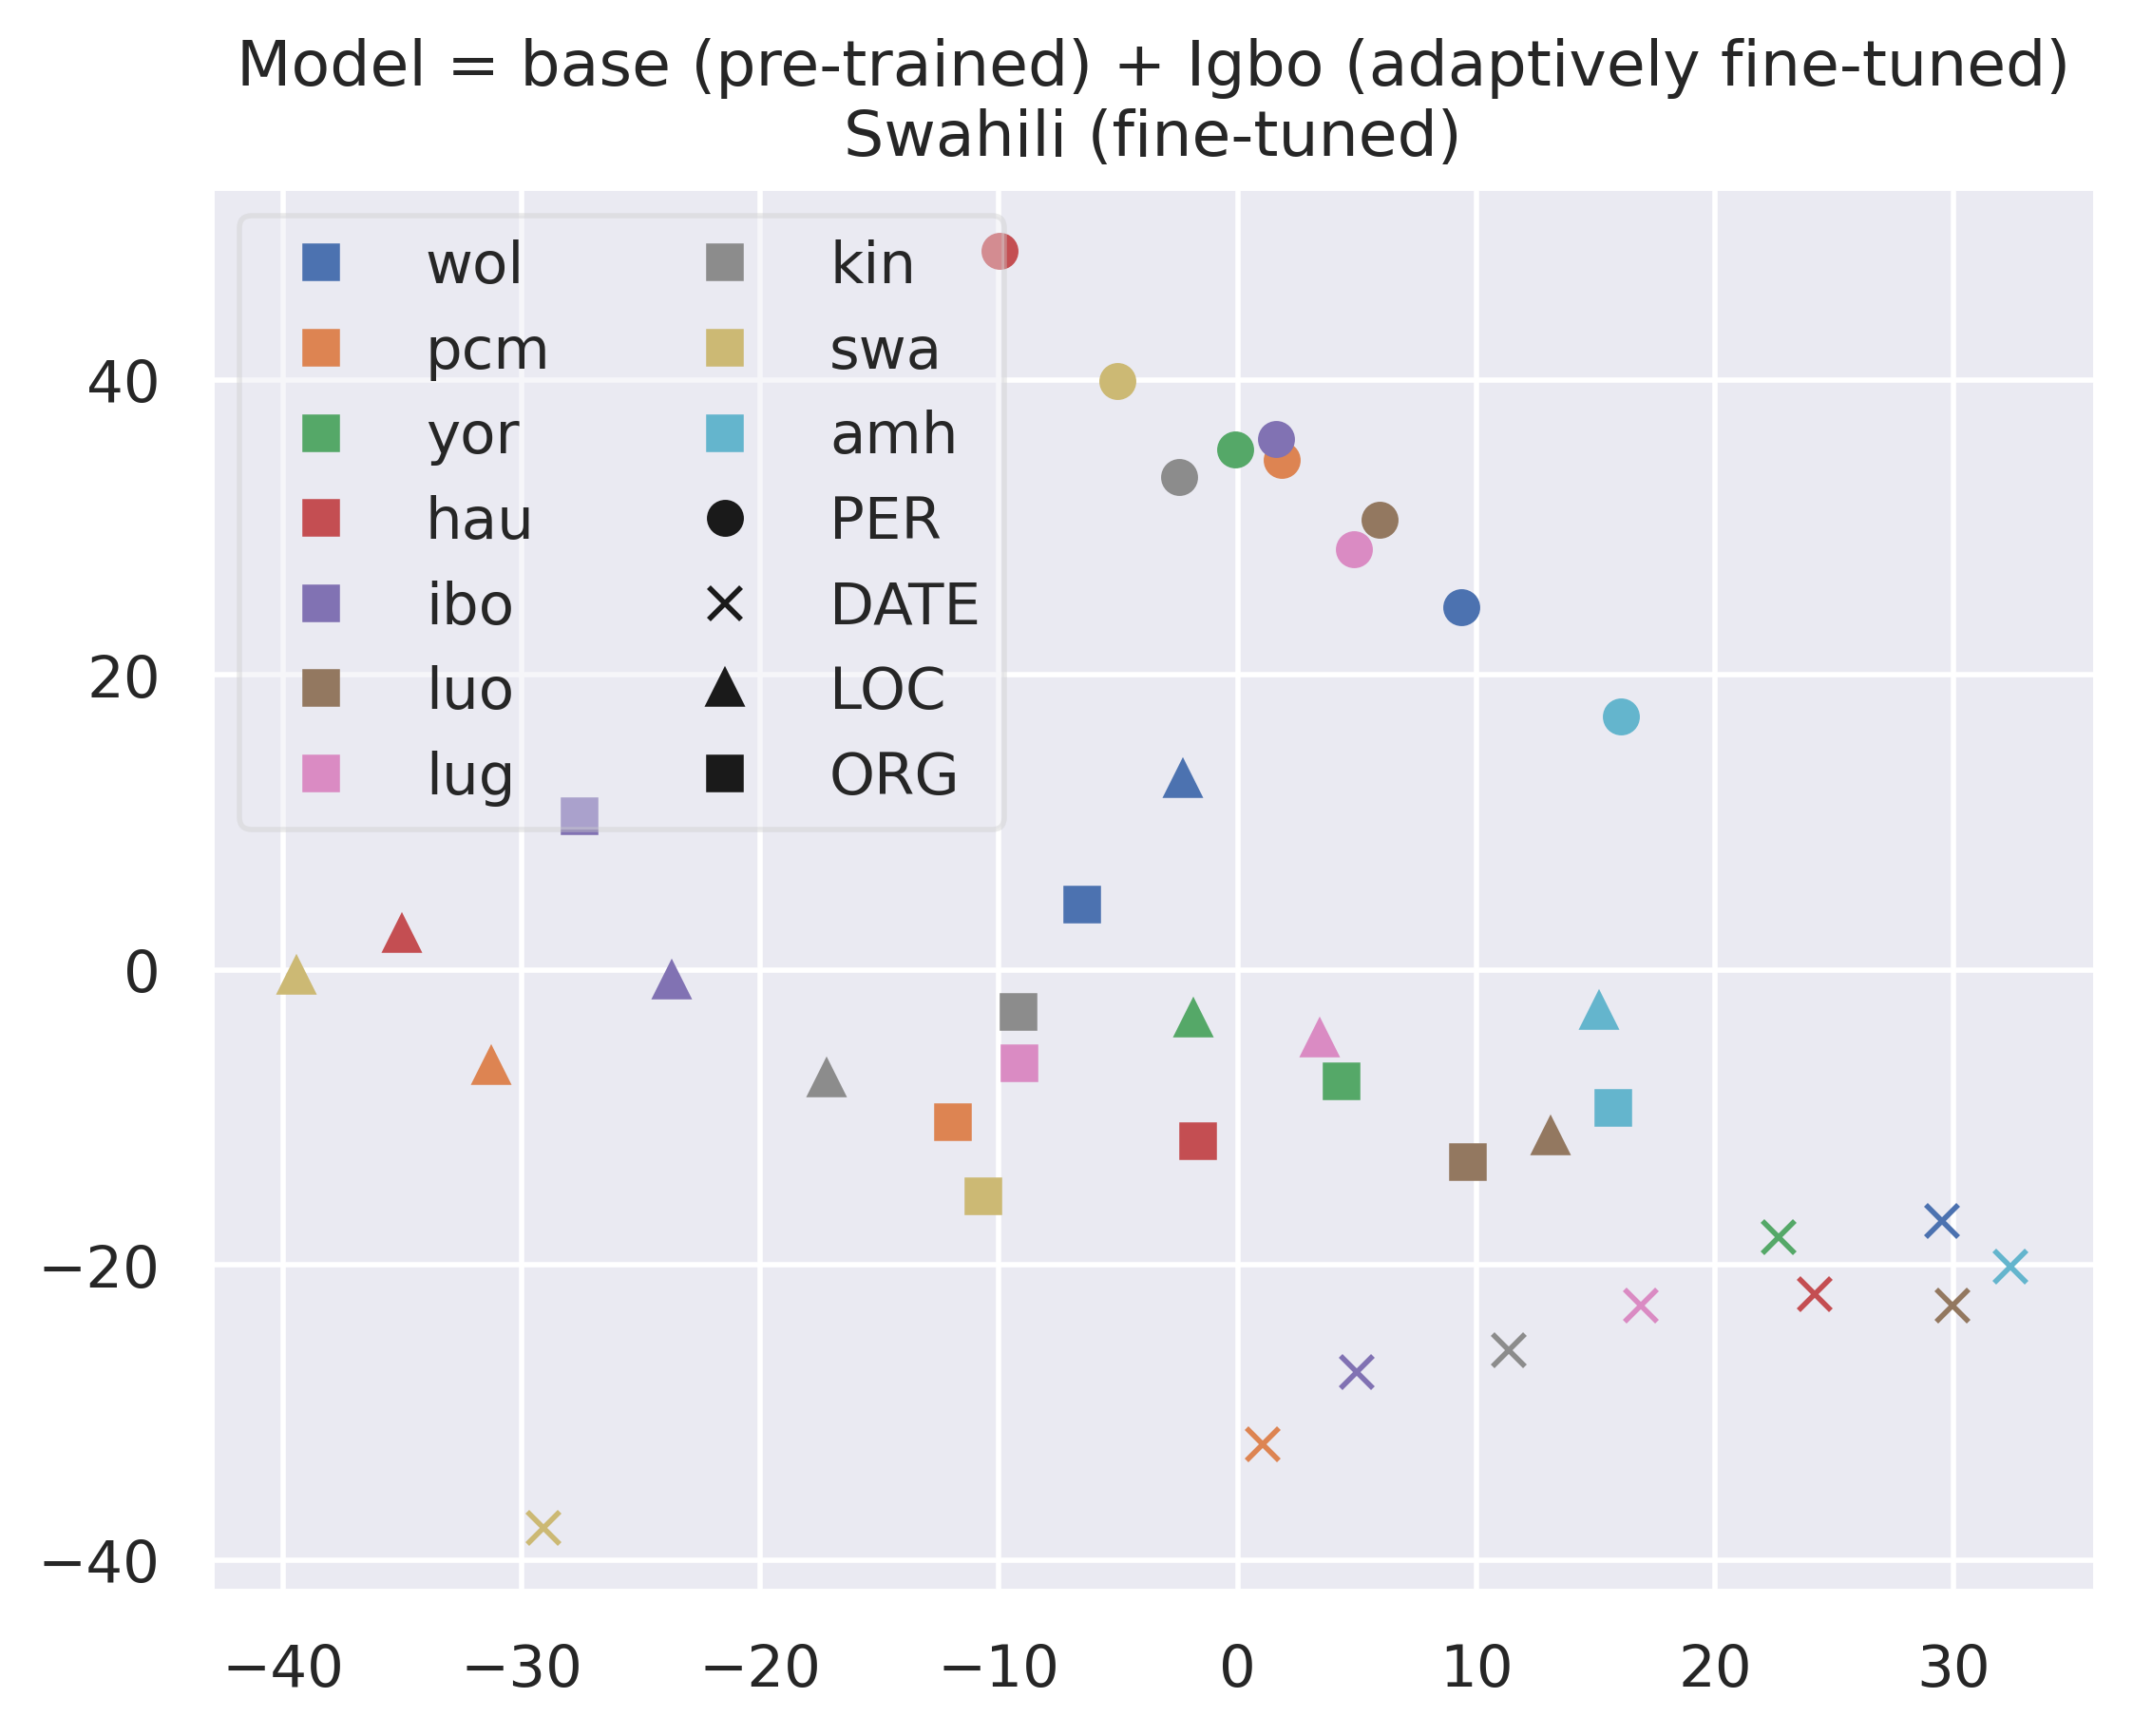 Model = base (pre-trained) + Igbo (adaptively fine-tuned)
Swahili (fine-tuned)
wol
pcm
yor
hau
ibo
luo
lug
kin
swa
amh
PER
DATE
LOC
ORG
40
20
0
−20
−40
−40 −30 −20 −10 0 10 20 30